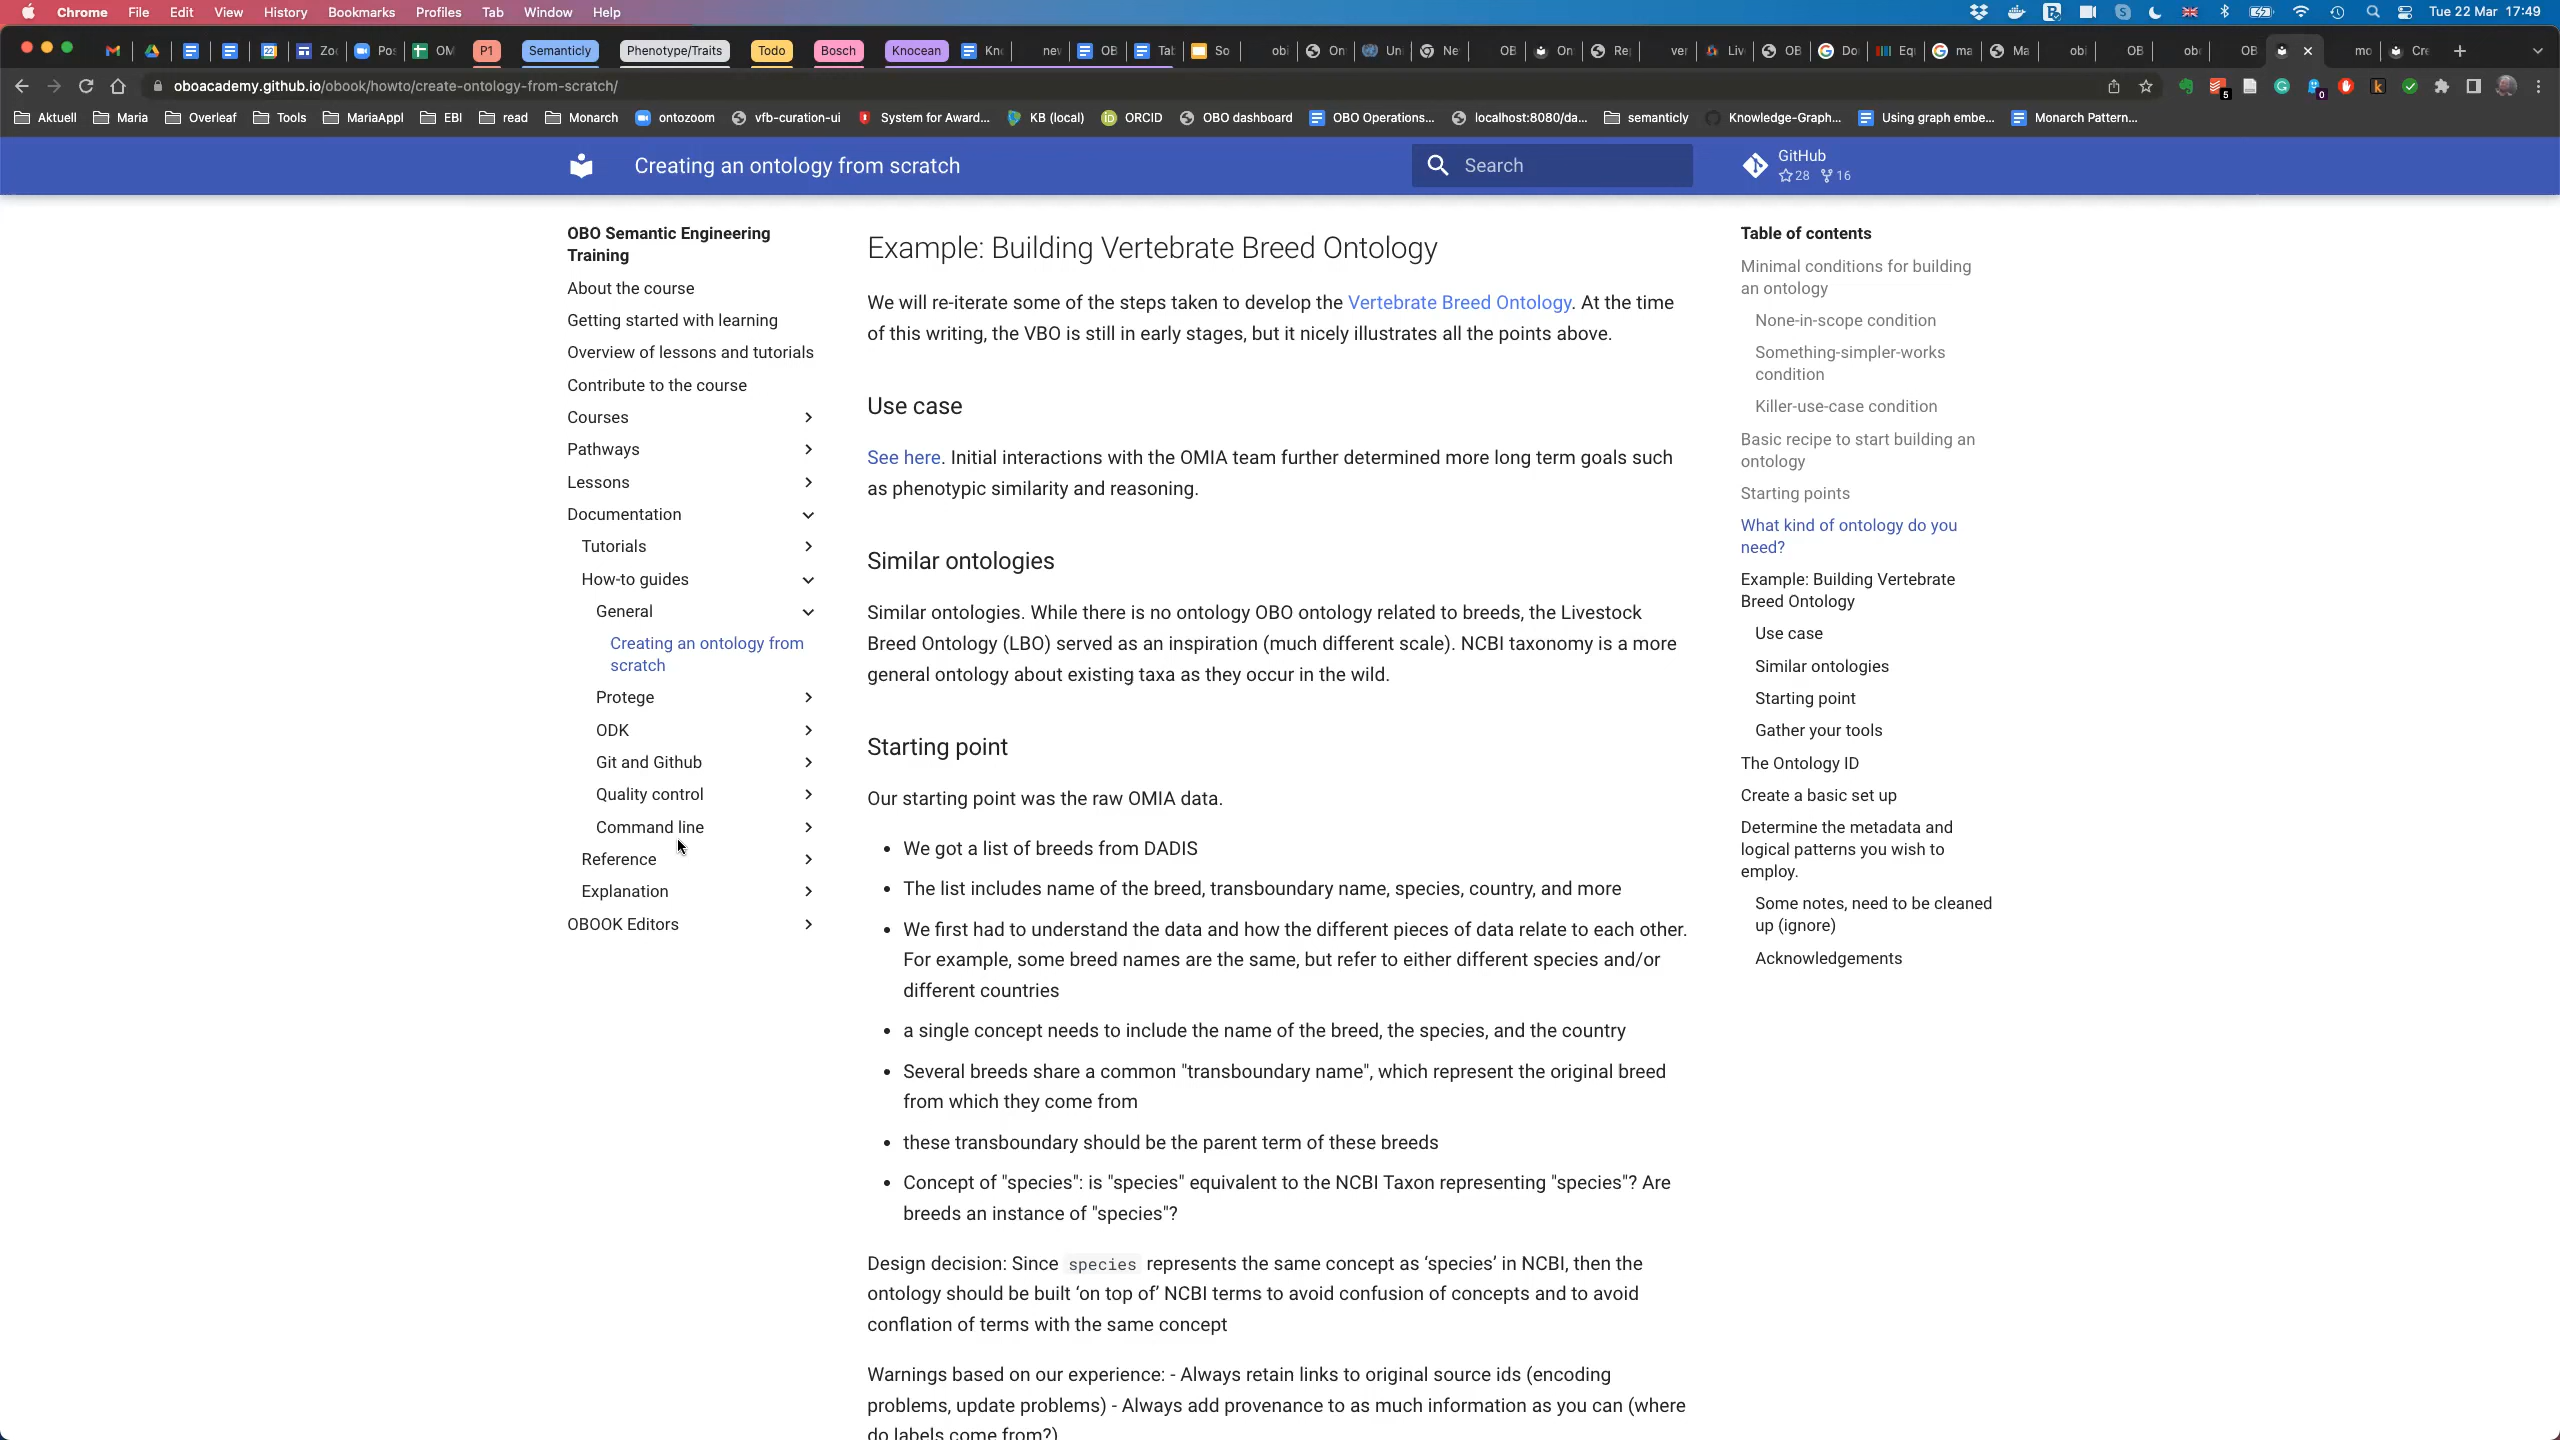 Chrome File Edit View History Bookmarks Profiles Tab Window Help
Tue 22 Mar 17:49
P1 Semanticly Phenotype/Traits Todo Bosch Knocean
oboacademy.github.io/obook/howto/create-ontology-from-scratch/
Aktuell Maria Overleaf Tools MariaAppl EBI read Monarch ontozoom vfb-curation-ui System for Award... KB (local) ORCID OBO dashboard OBO Operations... localhost:8080/da... semanticly Knowledge-Graph... Using graph embe... Monarch Pattern...
Creating an ontology from scratch
Search
GitHub
28 16
OBO Semantic Engineering
Training
About the course
Getting started with learning
Overview of lessons and tutorials
Contribute to the course
Courses
Pathways
Lessons
Documentation
Tutorials
How-to guides
General
Creating an ontology from
scratch
Protege
ODK
Git and Github
Quality control
Command line
Reference
Explanation
OBOOK Editors
Example: Building Vertebrate Breed Ontology
We will re-iterate some of the steps taken to develop the Vertebrate Breed Ontology. At the time
of this writing, the VBO is still in early stages, but it nicely illustrates all the points above.
Use case
See here. Initial interactions with the OMIA team further determined more long term goals such
as phenotypic similarity and reasoning.
Similar ontologies
Similar ontologies. While there is no ontology OBO ontology related to breeds, the Livestock
Breed Ontology (LBO) served as an inspiration (much different scale). NCBI taxonomy is a more
general ontology about existing taxa as they occur in the wild.
Starting point
Our starting point was the raw OMIA data.
• We got a list of breeds from DADIS
• The list includes name of the breed, transboundary name, species, country, and more
• We first had to understand the data and how the different pieces of data relate to each other.
For example, some breed names are the same, but refer to either different species and/or
different countries
• a single concept needs to include the name of the breed, the species, and the country
• Several breeds share a common "transboundary name", which represent the original breed
from which they come from
• these transboundary should be the parent term of these breeds
• Concept of "species": is "species" equivalent to the NCBI Taxon representing "species"? Are
breeds an instance of "species"?
Design decision: Since species represents the same concept as ‘species’ in NCBI, then the
ontology should be built ‘on top of’ NCBI terms to avoid confusion of concepts and to avoid
conflation of terms with the same concept
Warnings based on our experience: - Always retain links to original source ids (encoding
problems, update problems) - Always add provenance to as much information as you can (where
do labels come from?)
Table of contents
Minimal conditions for building
an ontology
None-in-scope condition
Something-simpler-works
condition
Killer-use-case condition
Basic recipe to start building an
ontology
Starting points
What kind of ontology do you
need?
Example: Building Vertebrate
Breed Ontology
Use case
Similar ontologies
Starting point
Gather your tools
The Ontology ID
Create a basic set up
Determine the metadata and
logical patterns you wish to
employ.
Some notes, need to be cleaned
up (ignore)
Acknowledgements